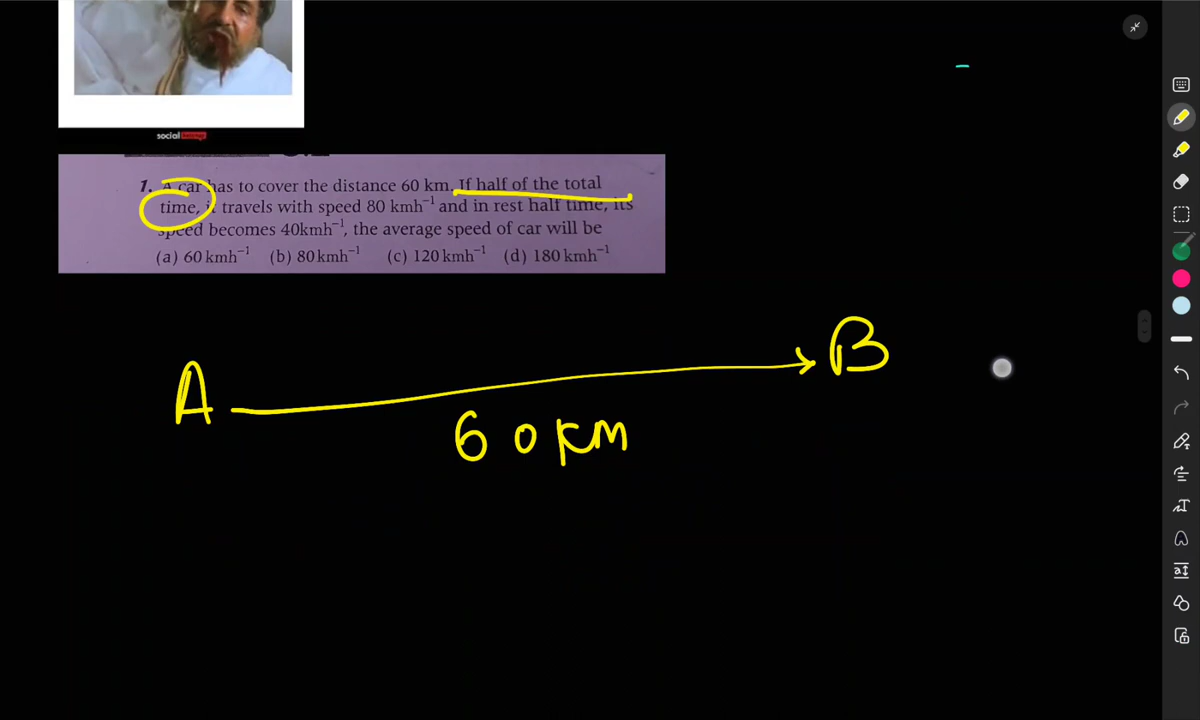 social
1. A car has to cover the distance 60 km. If half of the total
time, it travels with speed 80 kmh⁻¹ and in rest half time, its
speed becomes 40kmh⁻¹, the average speed of car will be
(a) 60 kmh⁻¹ (b) 80 kmh⁻¹ (c) 120 kmh⁻¹ (d) 180 kmh⁻¹
A B
60 km